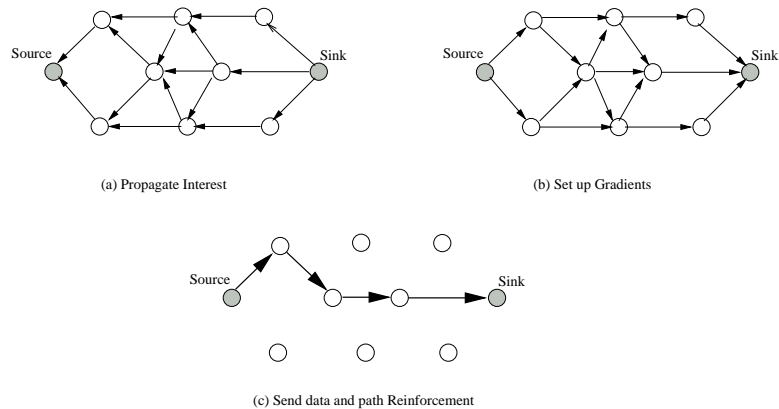 Source
Sink
(a) Propagate Interest
Source
Sink
(b) Set up Gradients
Source
Sink
(c) Send data and path Reinforcement